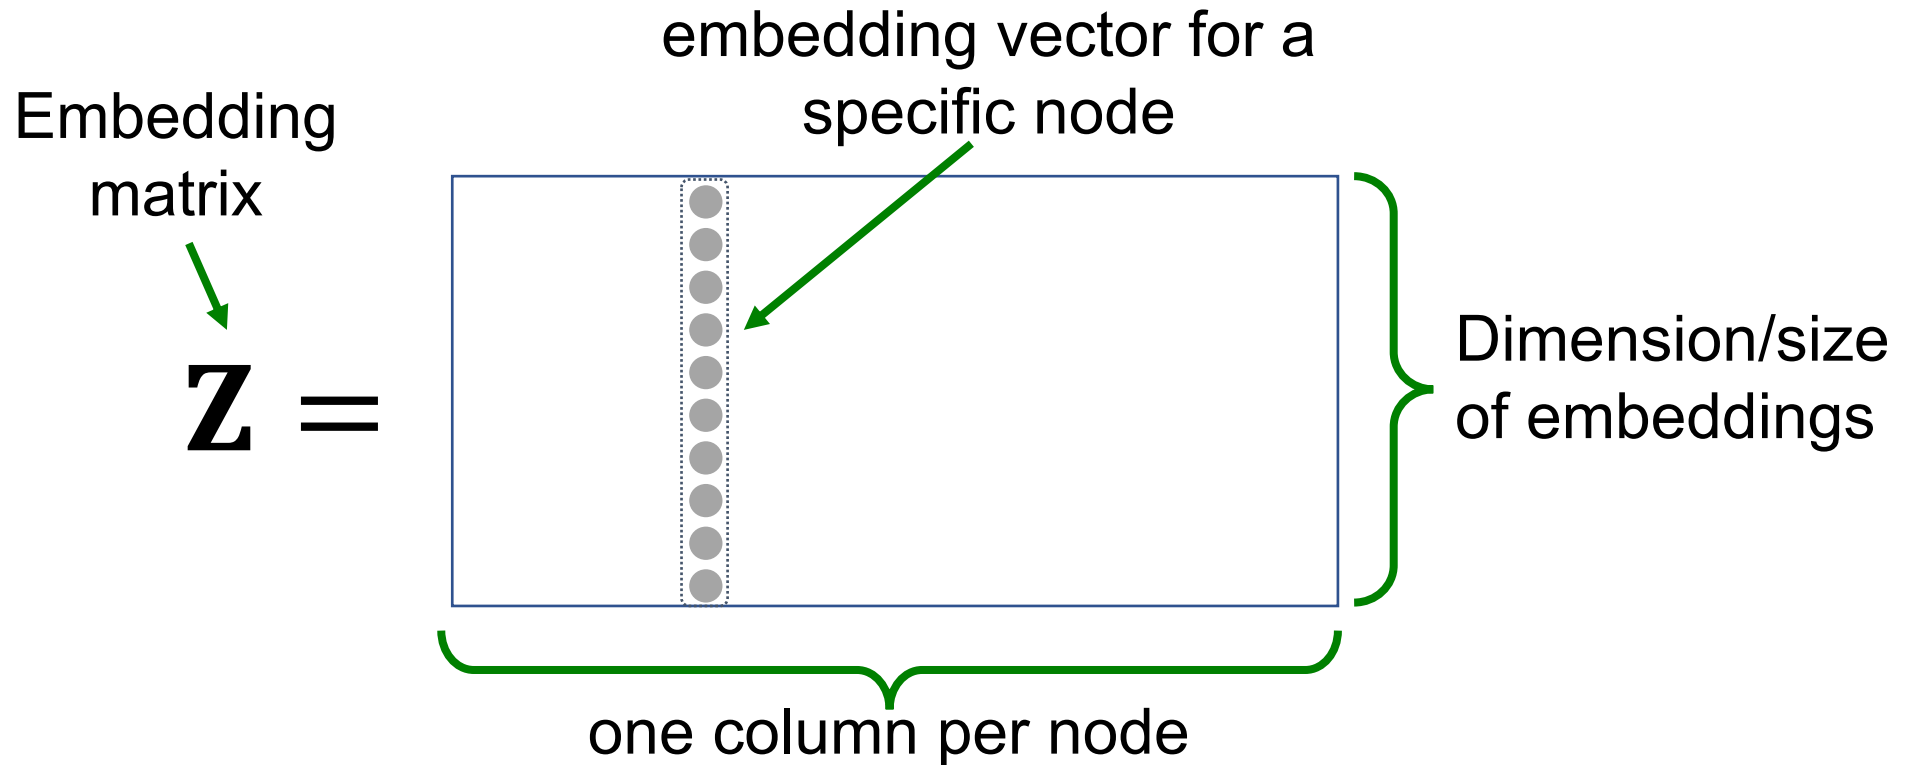 embedding vector for a
specific node
Embedding
matrix
Z =
Dimension/size
of embeddings
one column per node